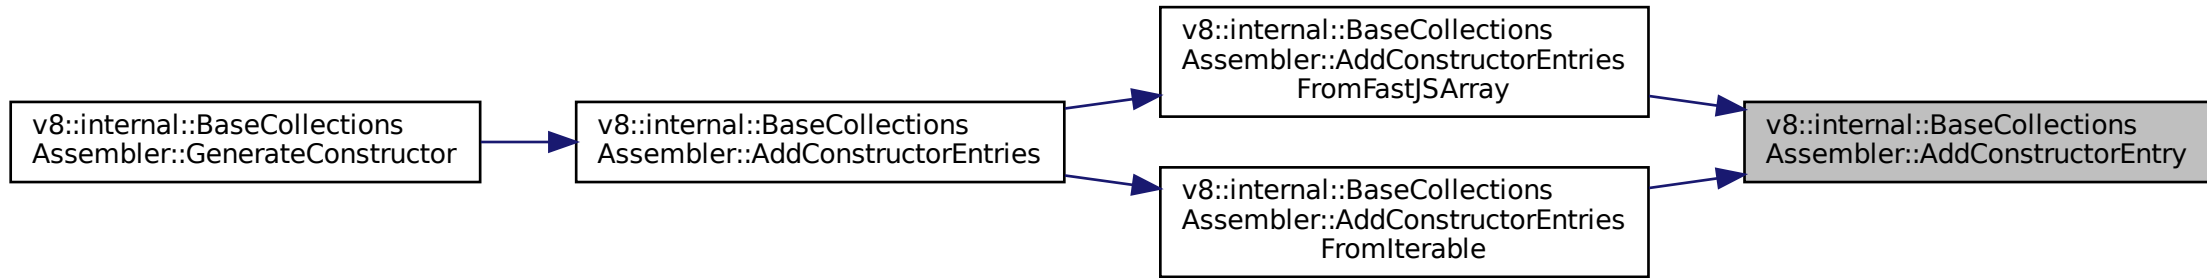 v8::internal::BaseCollections
Assembler::GenerateConstructor
v8::internal::BaseCollections
Assembler::AddConstructorEntries
v8::internal::BaseCollections
Assembler::AddConstructorEntries
FromFastJSArray
v8::internal::BaseCollections
Assembler::AddConstructorEntries
FromIterable
v8::internal::BaseCollections
Assembler::AddConstructorEntry